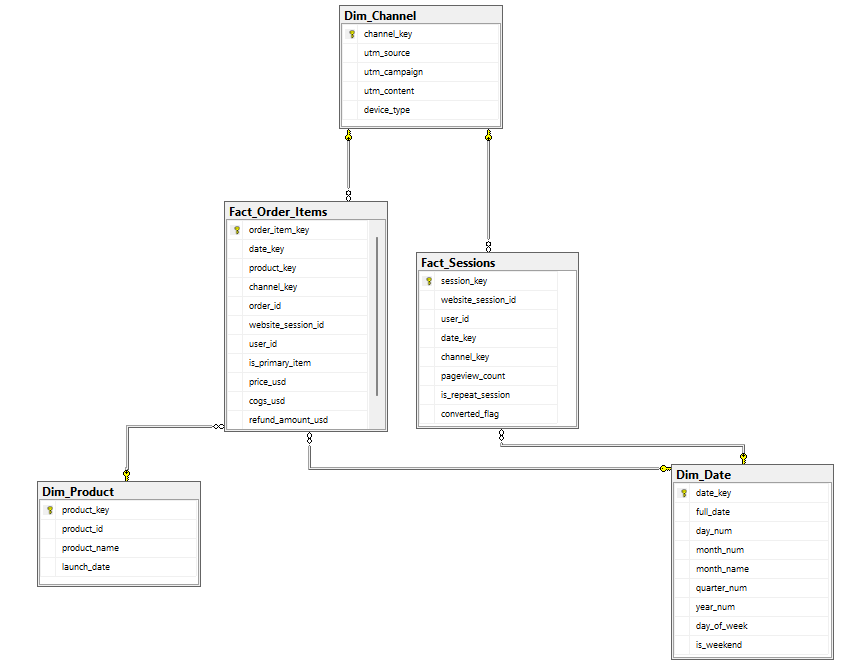 Dim_Channel
channel_key
utm_source
utm_campaign
utm_content
device_type
Fact_Order_Items
order_item_key
date_key
product_key
channel_key
order_id
website_session_id
user_id
is_primary_item
price_usd
cogs_usd
refund_amount_usd
Fact_Sessions
session_key
website_session_id
user_id
date_key
channel_key
pageview_count
is_repeat_session
converted_flag
Dim_Product
product_key
product_id
product_name
launch_date
Dim_Date
date_key
full_date
day_num
month_num
month_name
quarter_num
year_num
day_of_week
is_weekend